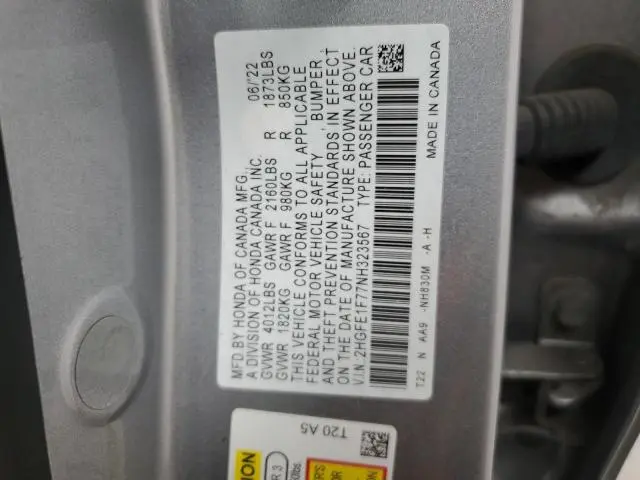 MFD. BY HONDA OF CANADA MFG. 06/22
A DIVISION OF HONDA CANADA INC.
GVWR 4012LBS GAWR F 2160LBS R 1873LBS
GVWR 1820KG GAWR F 980KG R 850KG
THIS VEHICLE CONFORMS TO ALL APPLICABLE
FEDERAL MOTOR VEHICLE SAFETY, BUMPER,
AND THEFT PREVENTION STANDARDS IN EFFECT
ON THE DATE OF MANUFACTURE SHOWN ABOVE.
V.I.N: 2HGFE1F77NH323567 TYPE: PASSENGER CAR
T22 N AA9 -NH830M -A -H
MADE IN CANADA
T20 A5